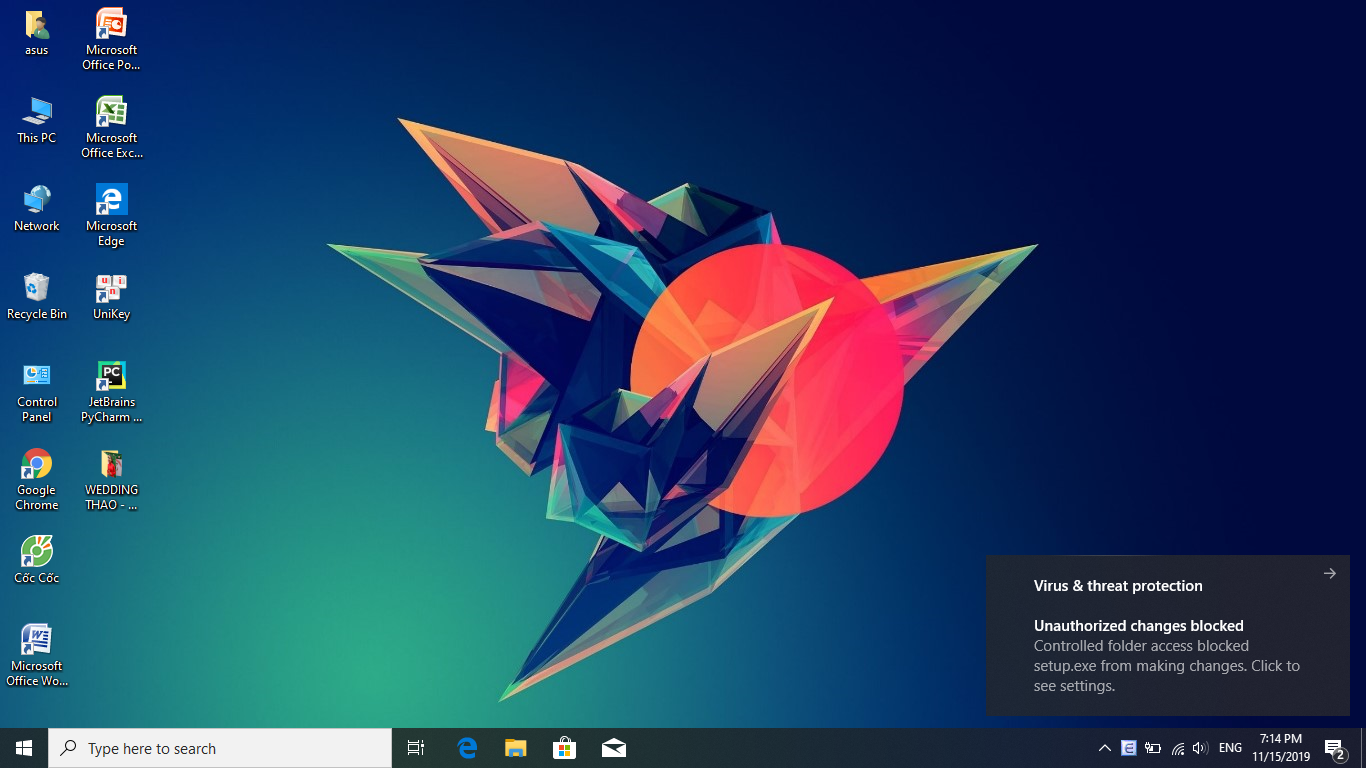 asus
Microsoft
Office Po...
This PC
Microsoft
Office Exc...
Network
Microsoft
Edge
Recycle Bin
UniKey
Control
Panel
JetBrains
PyCharm ...
Google
Chrome
WEDDING
THAO - ...
Cốc Cốc
Microsoft
Office Wo...
Virus & threat protection
Unauthorized changes blocked
Controlled folder access blocked
setup.exe from making changes. Click to
see settings.
Type here to search
ENG
7:14 PM
11/15/2019
2